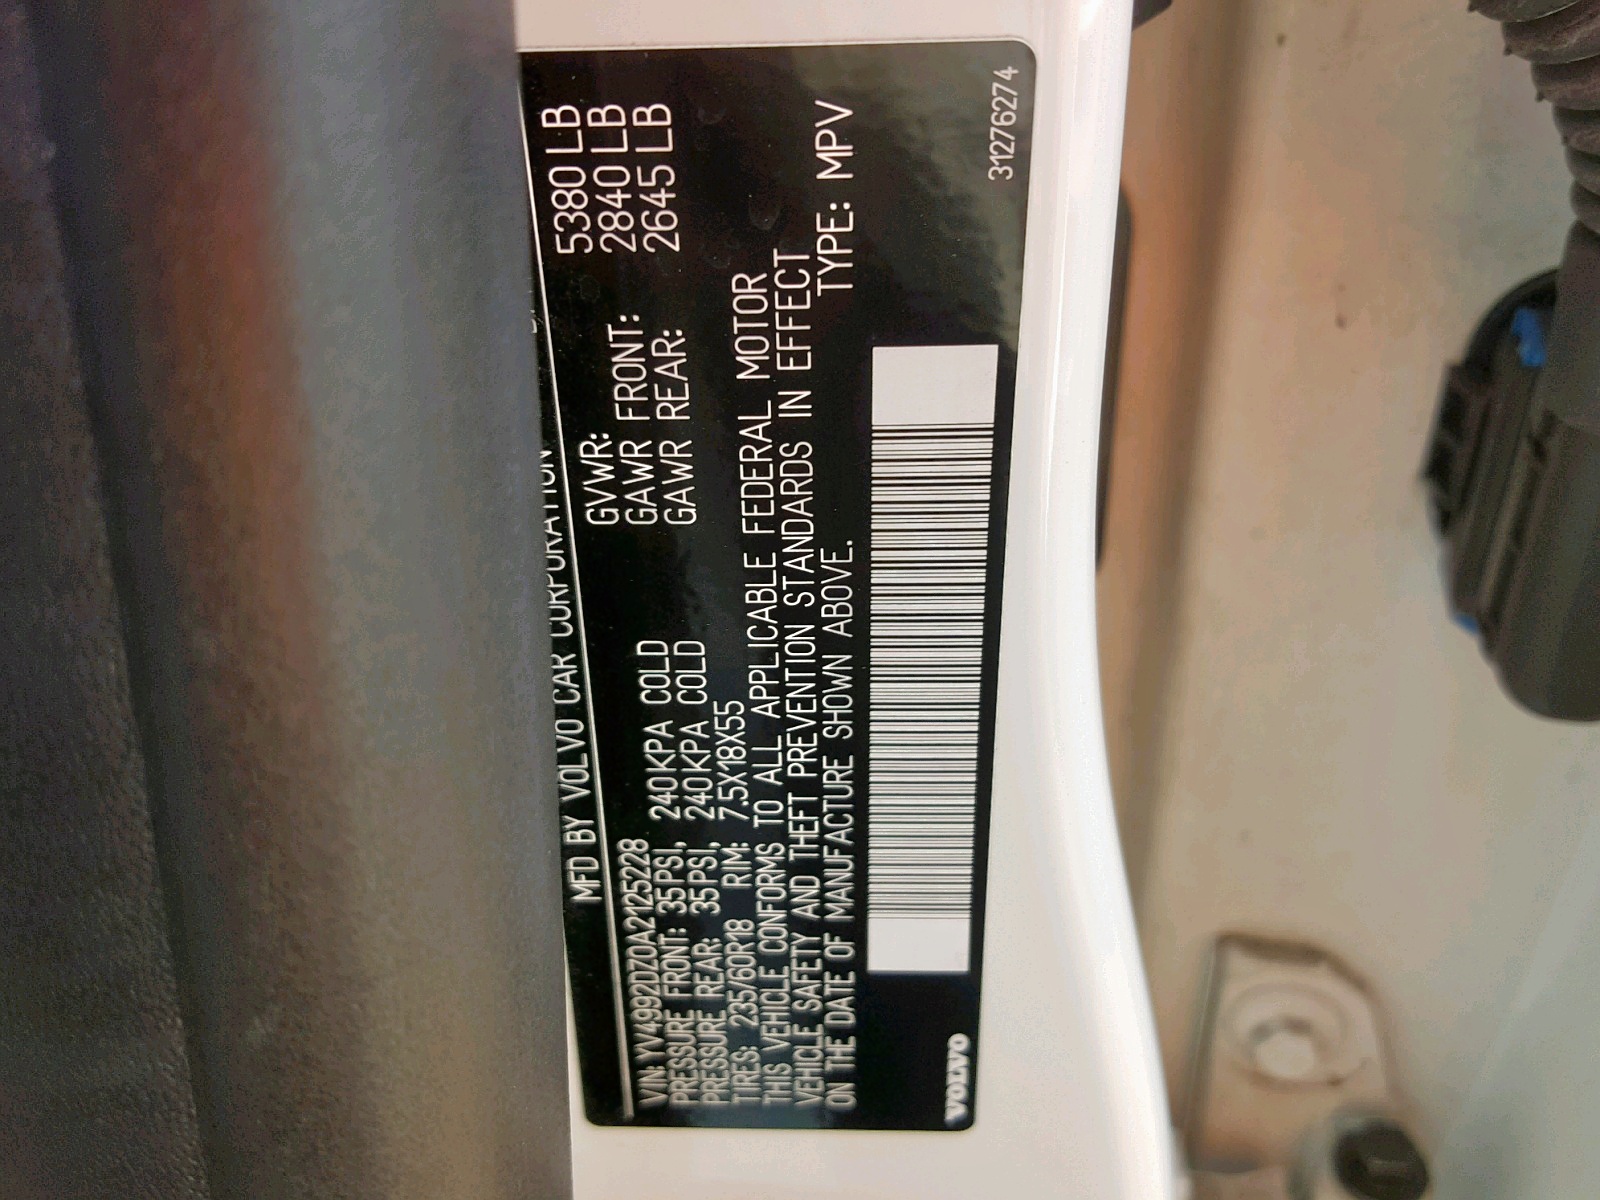 MFD BY VOLVO CAR CORPORATION
VIN: YV4992DZ0A2125228
GVWR: 5380 LB
PRESSURE FRONT: 35PSI, 240KPA COLD GAWR FRONT: 2840 LB
PRESSURE REAR: 35PSI, 240KPA COLD GAWR REAR: 2645 LB
TIRES: 235/60R18 RIM: 7.5X18X55
THIS VEHICLE CONFORMS TO ALL APPLICABLE FEDERAL MOTOR
VEHICLE SAFETY AND THEFT PREVENTION STANDARDS IN EFFECT
ON THE DATE OF MANUFACTURE SHOWN ABOVE. TYPE: MPV
VOLVO
31276274